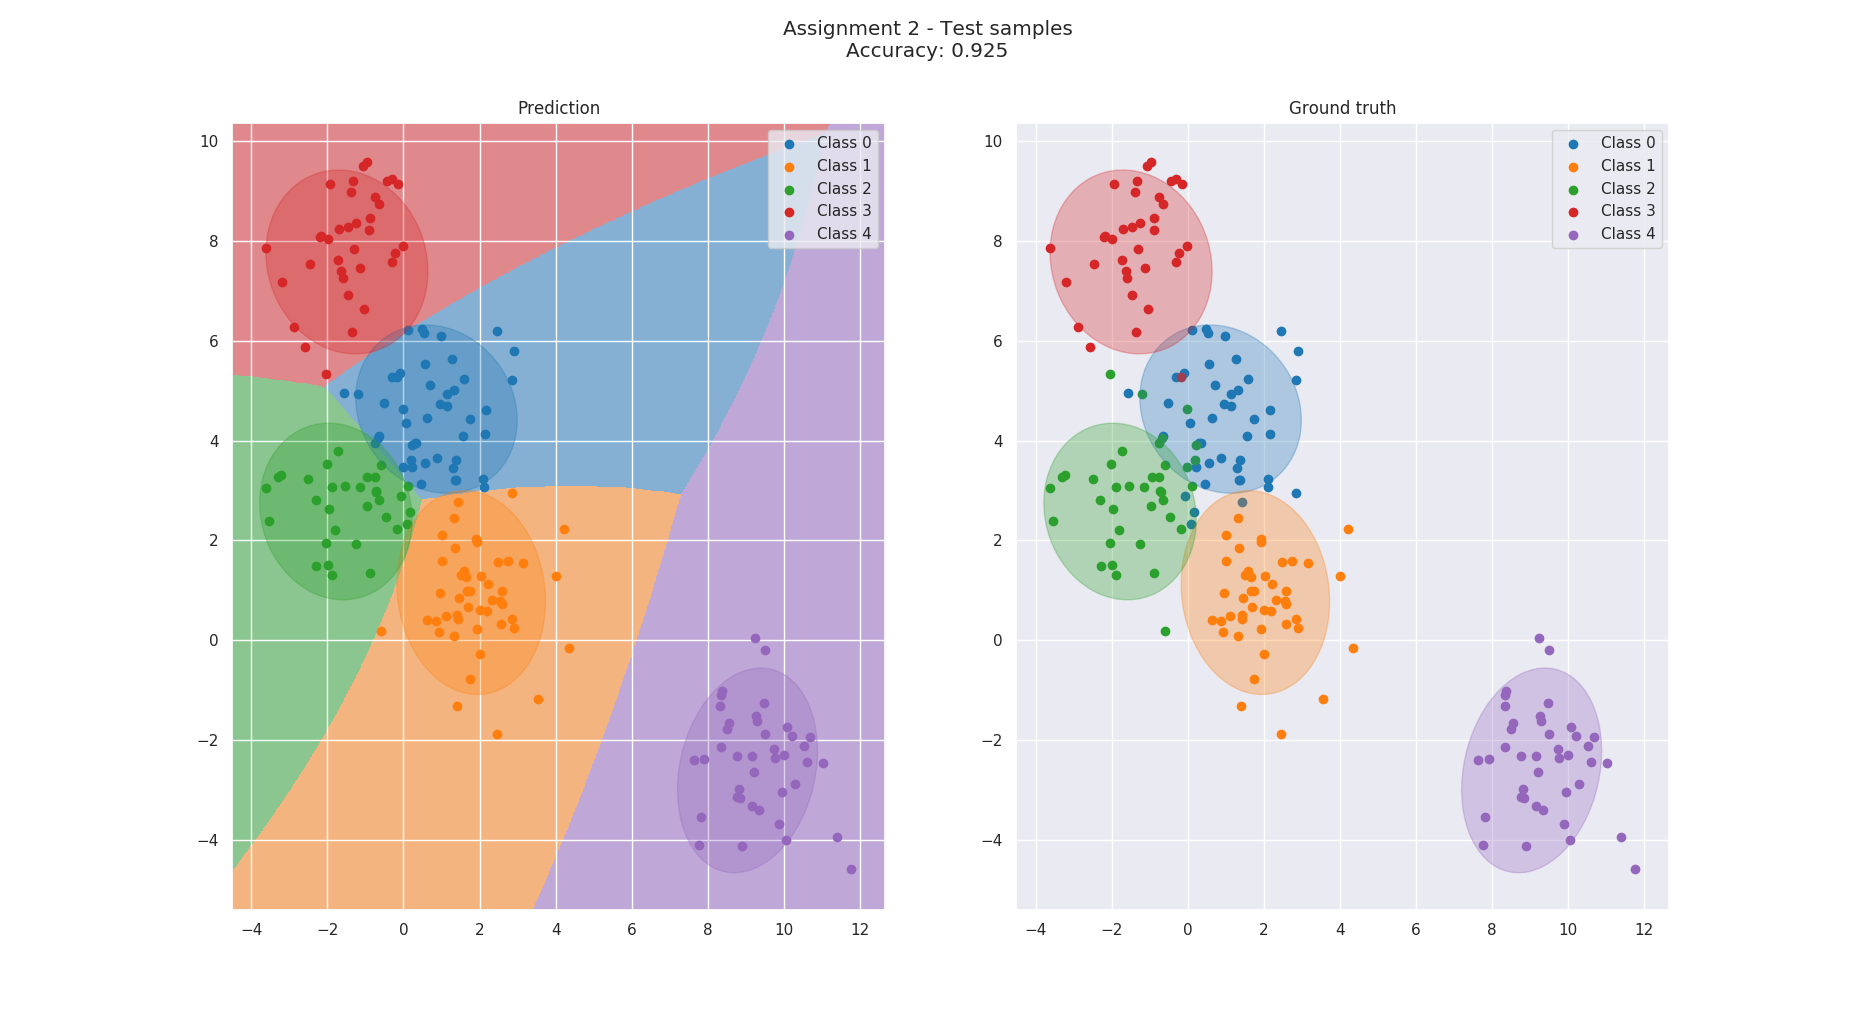 Assignment 2 - Test samples
Accuracy: 0.925
Prediction
10
8
6
4
2
0
−2
−4
−4 −2 0 2 4 6 8 10 12
Class 0
Class 1
Class 2
Class 3
Class 4
Ground truth
10
8
6
4
2
0
−2
−4
−4 −2 0 2 4 6 8 10 12
Class 0
Class 1
Class 2
Class 3
Class 4